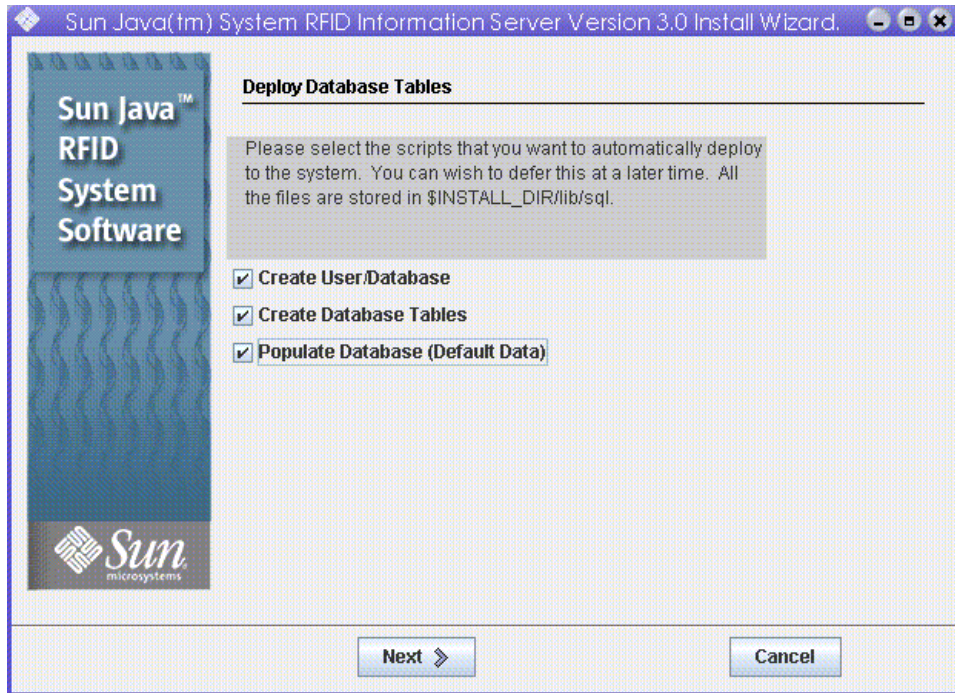 Sun Java(tm) System RFID Information Server Version 3.0 Install Wizard.
Sun Java™
RFID
System
Software
Deploy Database Tables
Please select the scripts that you want to automatically deploy
to the system. You can wish to defer this at a later time. All
the files are stored in $INSTALL_DIR/lib/sql.
Create User/Database
Create Database Tables
Populate Database (Default Data)
Sun
microsystems
Next
Cancel